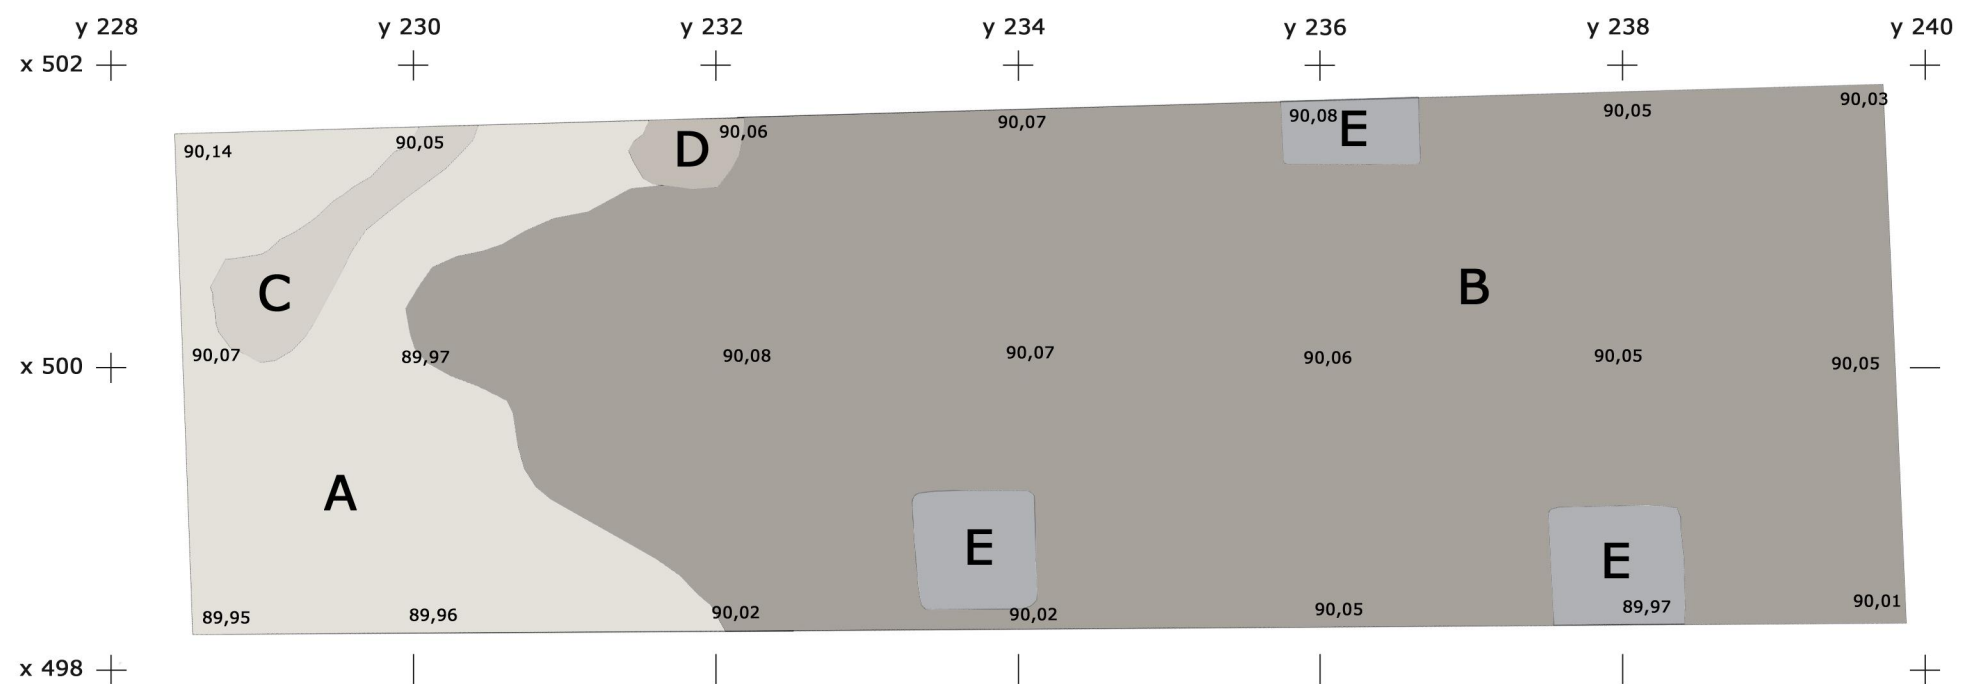 y 228 y 230 y 232 y 234 y 236 y 238 y 240
x 502
90,14 90,05 D 90,06 90,07 90,08 E 90,05 90,03
C B
x 500 90,07 89,97 90,08 90,07 90,06 90,05 90,05
A
E E
89,95 89,96 90,02 90,02 90,05 89,97 90,01
x 498